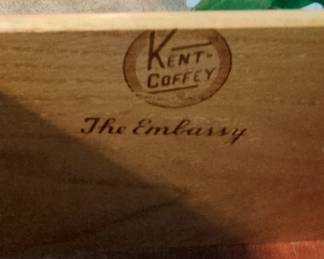 KENT-
COFFEY
The Embassy